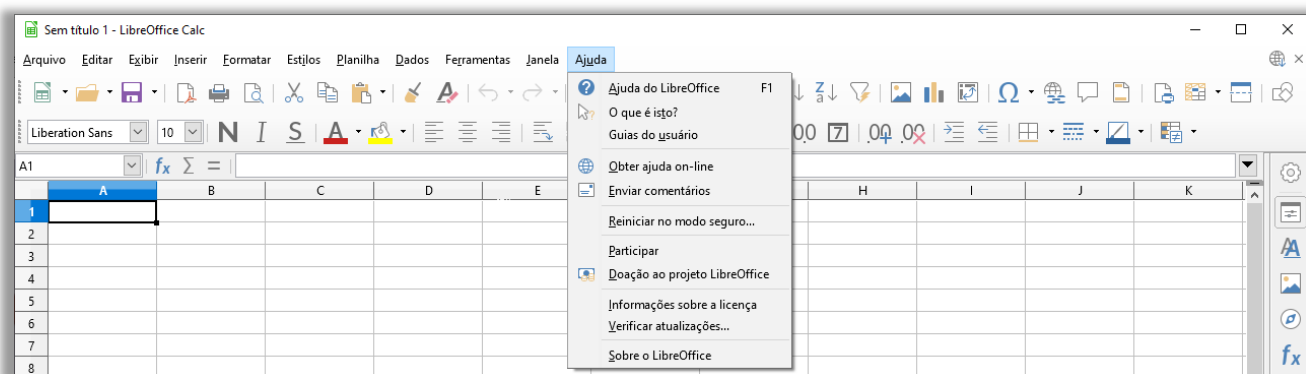 Sem título 1 - LibreOffice Calc
Arquivo Editar Exibir Inserir Formatar Estilos Planilha Dados Ferramentas Janela Ajuda
Ajuda do LibreOffice F1
O que é isto?
Guias do usuário
Obter ajuda on-line
Enviar comentários
Reiniciar no modo seguro...
Participar
Doação ao projeto LibreOffice
Informações sobre a licença
Verificar atualizações...
Sobre o LibreOffice
Liberation Sans 10 N I S A
A1 fx Σ =
A B C D E H I J K
1
2
3
4
5
6
7
8